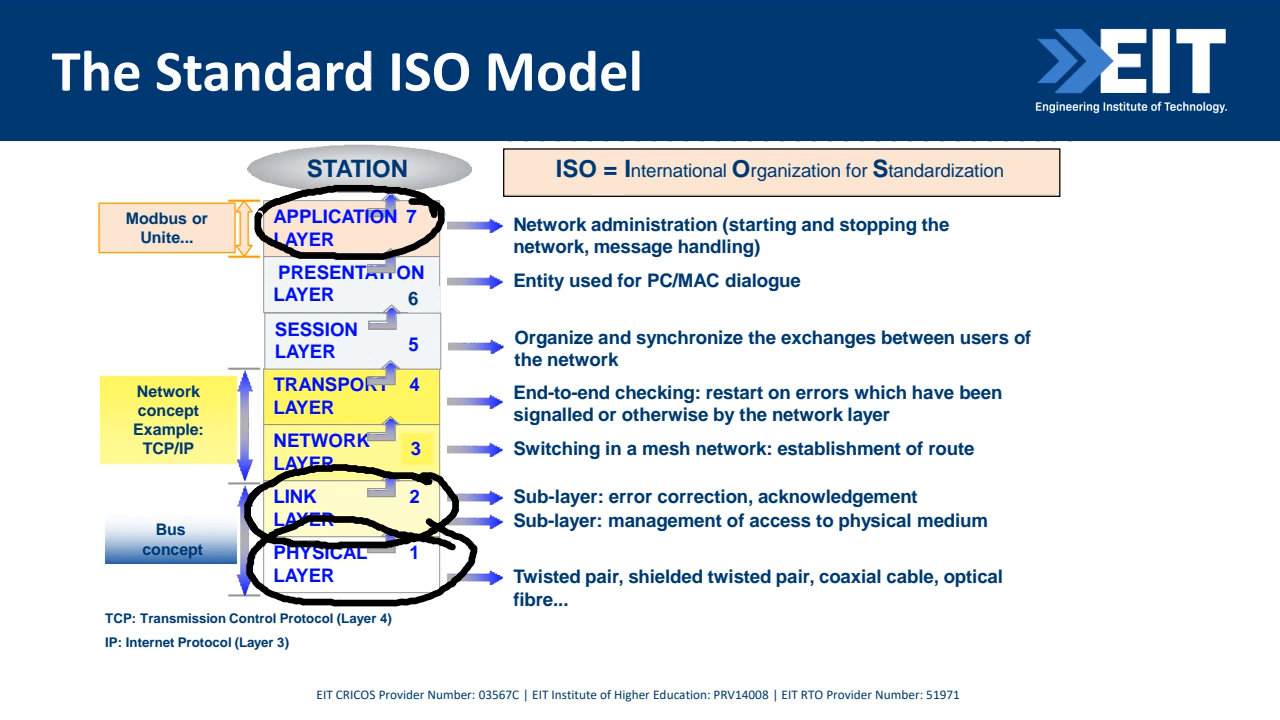 The Standard ISO Model
EIT
Engineering Institute of Technology.
STATION
ISO = International Organization for Standardization
Modbus or
Unite...
APPLICATION 7
LAYER
Network administration (starting and stopping the
network, message handling)
PRESENTATION
LAYER 6
Entity used for PC/MAC dialogue
SESSION
LAYER 5
Organize and synchronize the exchanges between users of
the network
Network
concept
Example:
TCP/IP
TRANSPORT 4
LAYER
End-to-end checking: restart on errors which have been
signalled or otherwise by the network layer
NETWORK 3
LAYER
Switching in a mesh network: establishment of route
Bus
concept
LINK 2
LAYER
Sub-layer: error correction, acknowledgement
Sub-layer: management of access to physical medium
PHYSICAL 1
LAYER
Twisted pair, shielded twisted pair, coaxial cable, optical
fibre...
TCP: Transmission Control Protocol (Layer 4)
IP: Internet Protocol (Layer 3)
EIT CRICOS Provider Number: 03567C | EIT Institute of Higher Education: PRV14008 | EIT RTO Provider Number: 51971